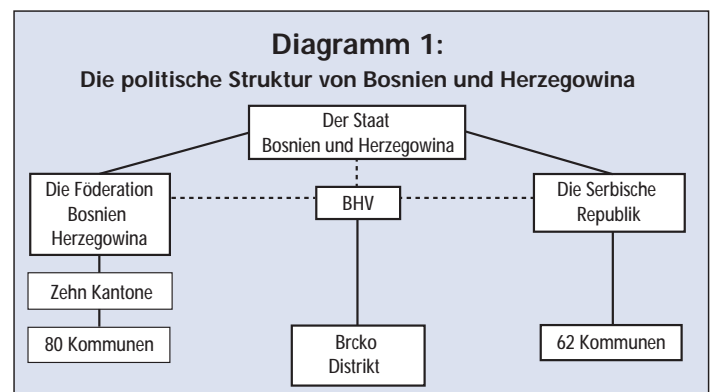 Diagramm 1:
Die politische Struktur von Bosnien und Herzegowina
Der Staat
Bosnien und Herzegowina
Die Föderation
Bosnien
Herzegowina
BHV
Die Serbische
Republik
Zehn Kantone
80 Kommunen
Brcko
Distrikt
62 Kommunen